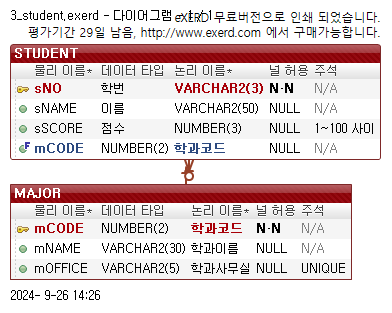 3_student,exerd - 다이어그램 eXERD 무료버전으로 인쇄 되었습니다.
평가기간 29일 남음, http://www.exerd.com 에서 구매가능합니다.
STUDENT
물리 이름* 데이터 타입 논리 이름* 널 허용 주석
sNO 학번 VARCHAR2(3) N·N N/A
sNAME 이름 VARCHAR2(50) NULL N/A
sSCORE 점수 NUMBER(3) NULL 1~100 사이
F mCODE NUMBER(2) 학과코드 NULL N/A
MAJOR
물리 이름* 데이터 타입 논리 이름* 널 허용 주석
mCODE NUMBER(2) 학과코드 N·N N/A
mNAME VARCHAR2(30) 학과이름 NULL N/A
mOFFICE VARCHAR2(5) 학과사무실 NULL UNIQUE
2024- 9-26 14:26